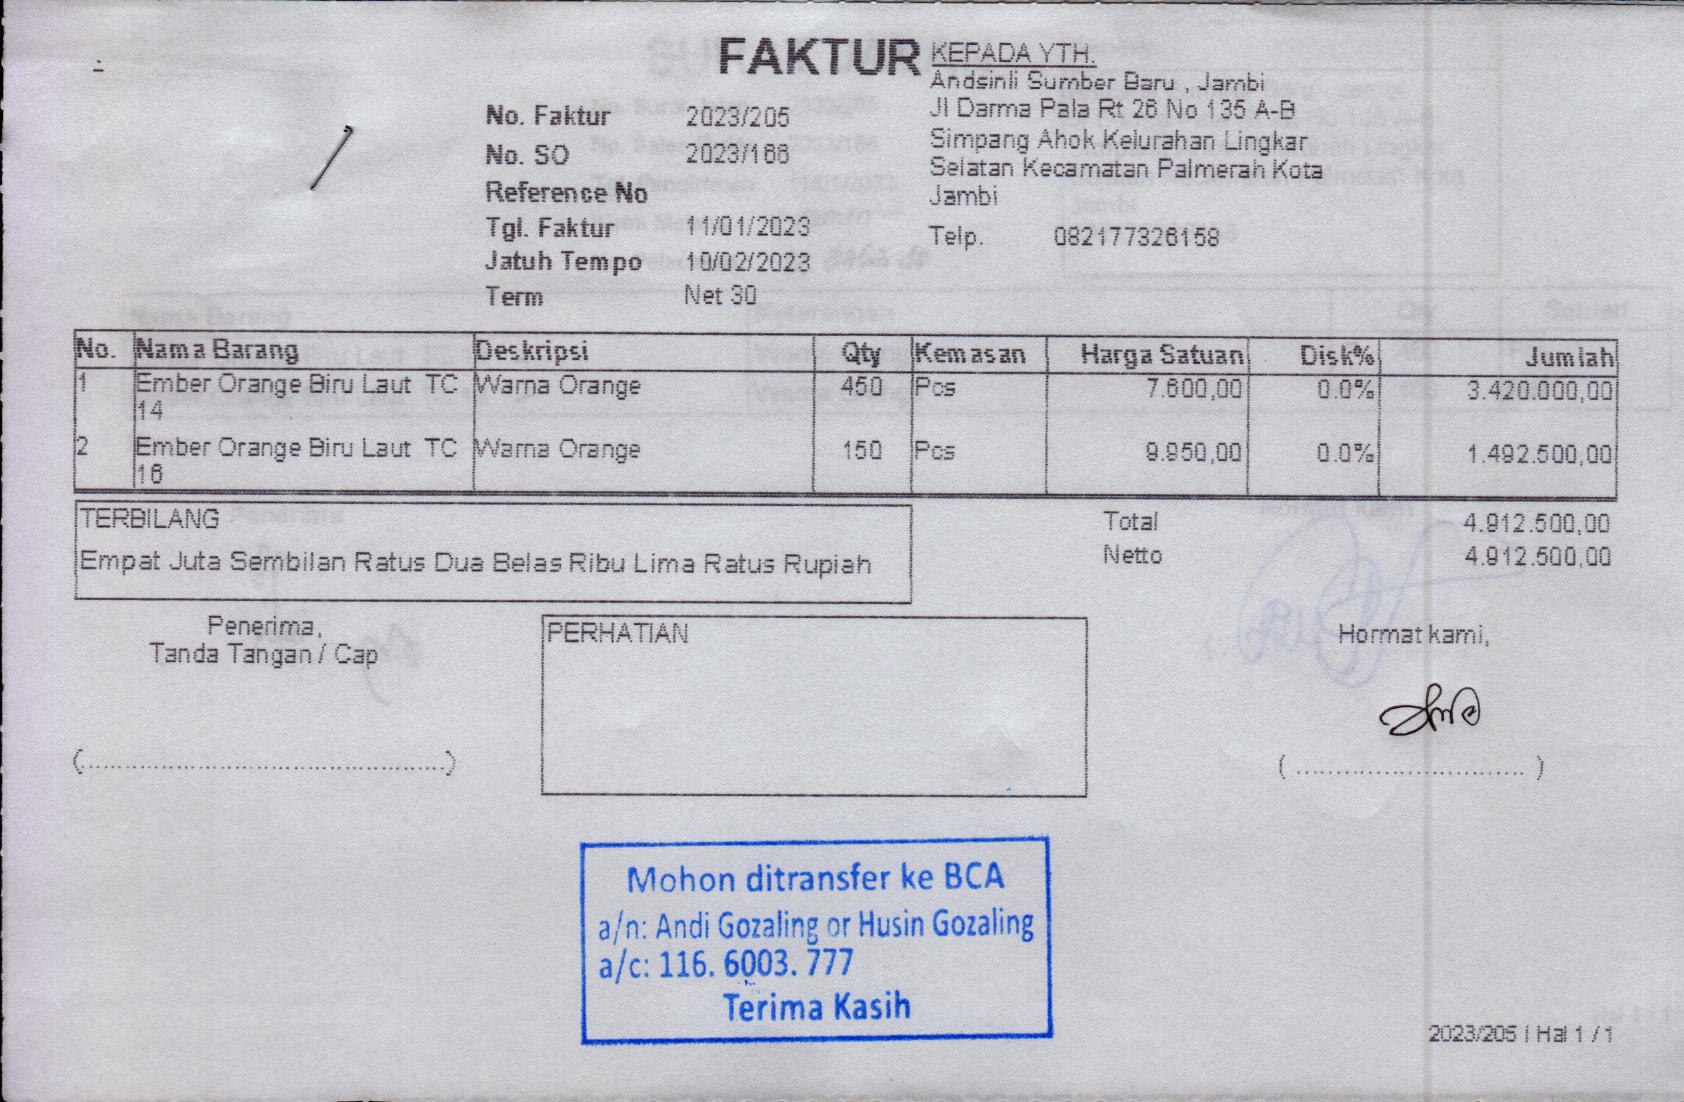 FAKTUR
No. Faktur 2023/205
No. SO 2023/166
Reference No
Tgl. Faktur 11/01/2023
Jatuh Tempo 10/02/2023
Term Net 30
KEPADA YTH.
Andsinli Sumber Baru , Jambi
Jl Darma Pala Rt 26 No 135 A-B
Simpang Ahok Kelurahan Lingkar
Selatan Kecamatan Palmerah Kota
Jambi
Telp. 082177326158
No. Nama Barang Deskripsi Qty Kemasan Harga Satuan Disk% Jumlah
1 Ember Orange Biru Laut TC Warna Orange 450 Pcs 7.600,00 0.0% 3.420.000,00
14
2 Ember Orange Biru Laut TC Warna Orange 150 Pcs 9.950,00 0.0% 1.492.500,00
16
TERBILANG
Empat Juta Sembilan Ratus Dua Belas Ribu Lima Ratus Rupiah
Total 4.912.500,00
Netto 4.912.500,00
Penerima,
Tanda Tangan / Cap
(..............................................)
PERHATIAN
Hormat kami,
( ............................. )
Mohon ditransfer ke BCA
a/n: Andi Gozaling or Husin Gozaling
a/c: 116. 6003. 777
Terima Kasih
2023/205 | Hal 1 / 1